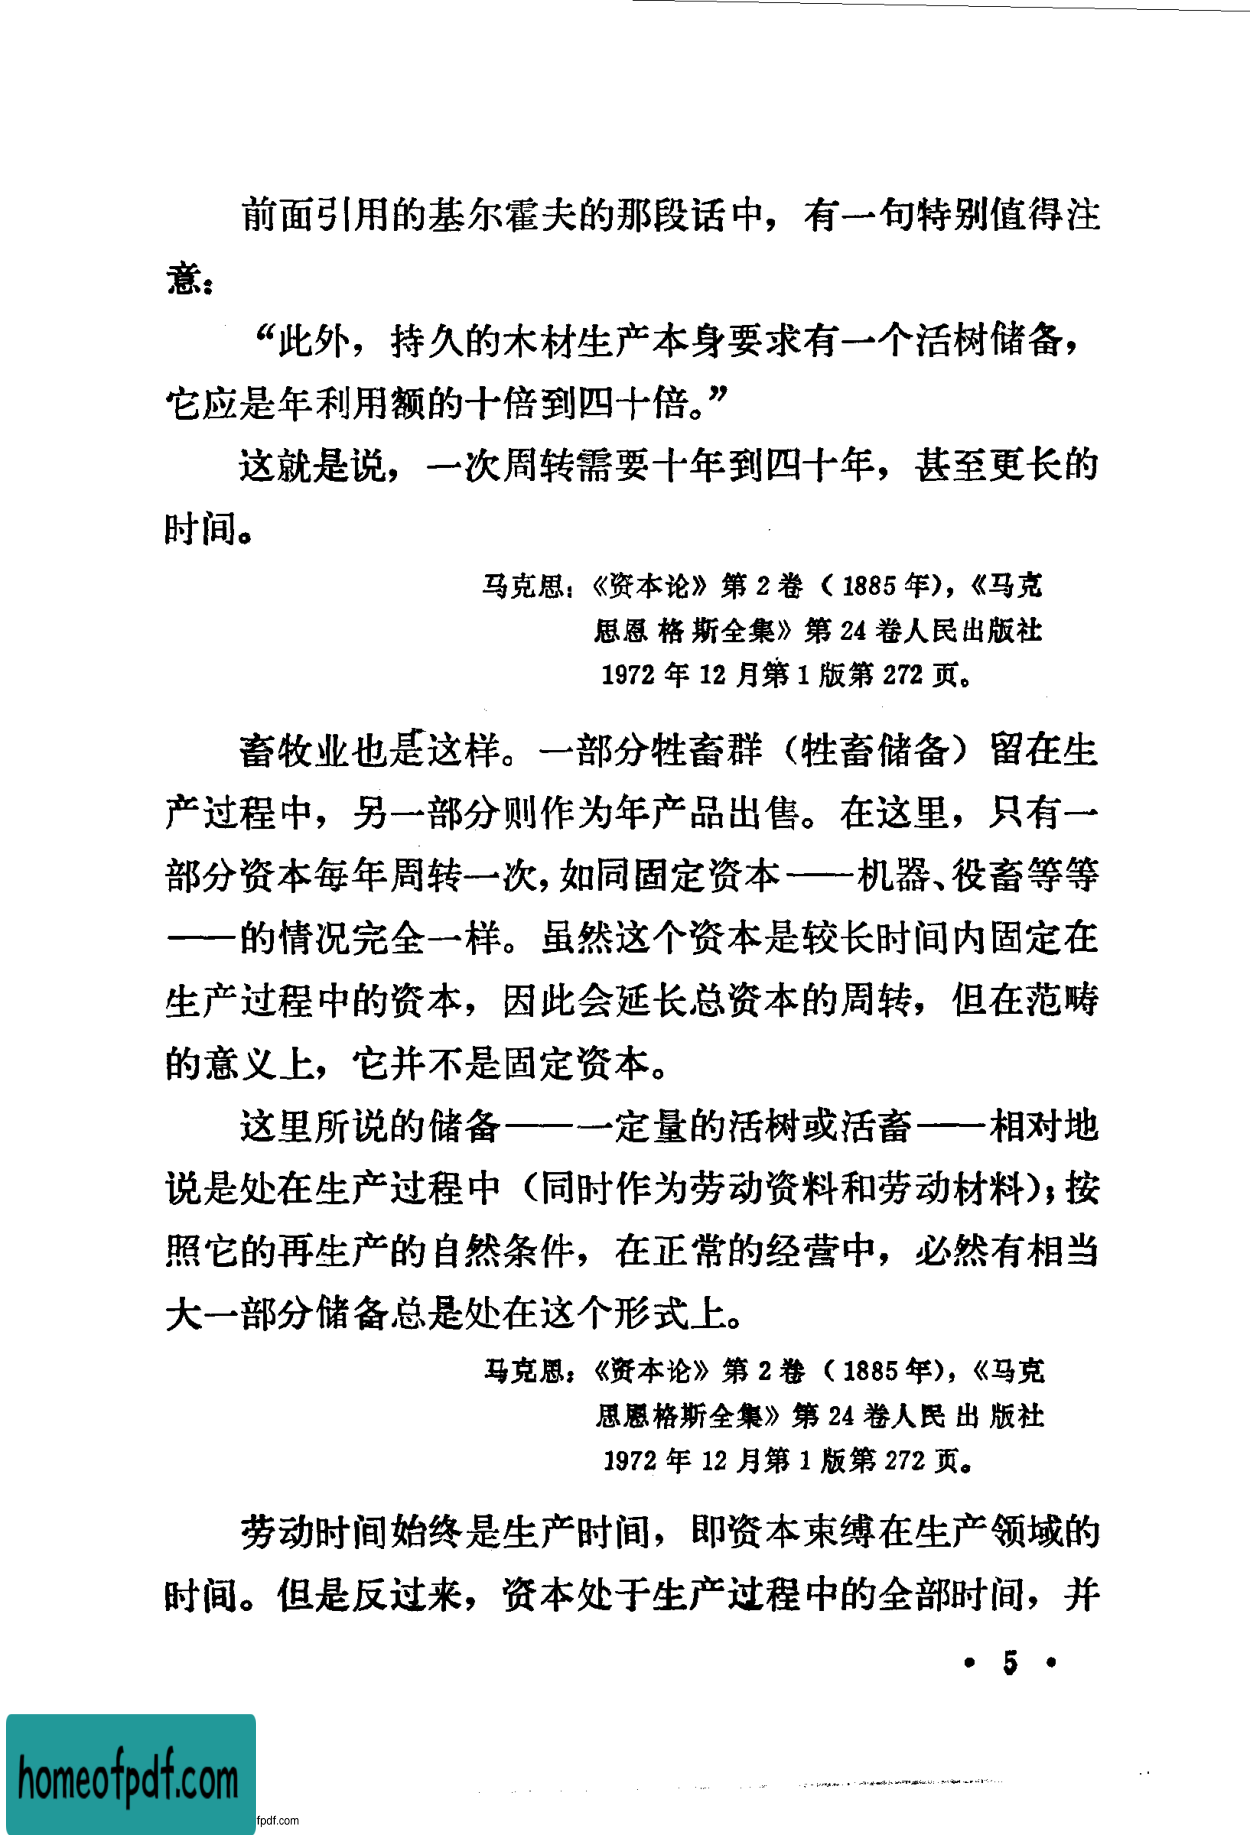 前面引用的基尔霍夫的那段话中，有一句特别值得注
意：
“此外，持久的木材生产本身要求有一个活树储备，
它应是年利用额的十倍到四十倍。”
这就是说，一次周转需要十年到四十年，甚至更长的
时间。
马克思：《资本论》第2卷（1885年），《马克
思恩格斯全集》第24卷人民出版社
1972年12月第1版第272页。
畜牧业也是这样。一部分牲畜群（牲畜储备）留在生
产过程中，另一部分则作为年产品出售。在这里，只有一
部分资本每年周转一次，如同固定资本——机器、役畜等等
——的情况完全一样。虽然这个资本是较长时间内固定在
生产过程中的资本，因此会延长总资本的周转，但在范畴
的意义上，它并不是固定资本。
这里所说的储备——一定量的活树或活畜——相对地
说是处在生产过程中（同时作为劳动资料和劳动材料）；按
照它的再生产的自然条件，在正常的经营中，必然有相当
大一部分储备总是处在这个形式上。
马克思：《资本论》第2卷（1885年），《马克
思恩格斯全集》第24卷人民出版社
1972年12月第1版第272页。
劳动时间始终是生产时间，即资本束缚在生产领域的
时间。但是反过来，资本处于生产过程中的全部时间，并
• 5 •
homeofpdf.com
fpdf.com